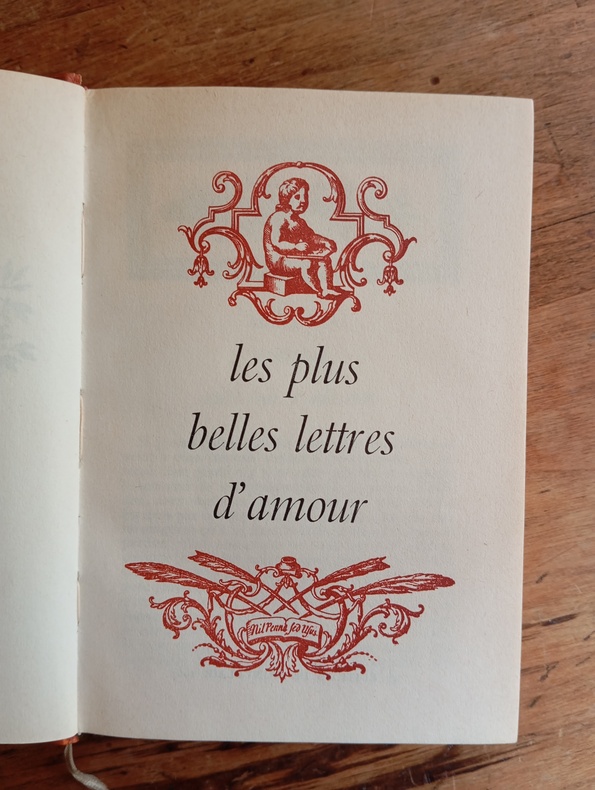 les plus
belles lettres
d'amour
Nil Penna sed Usus